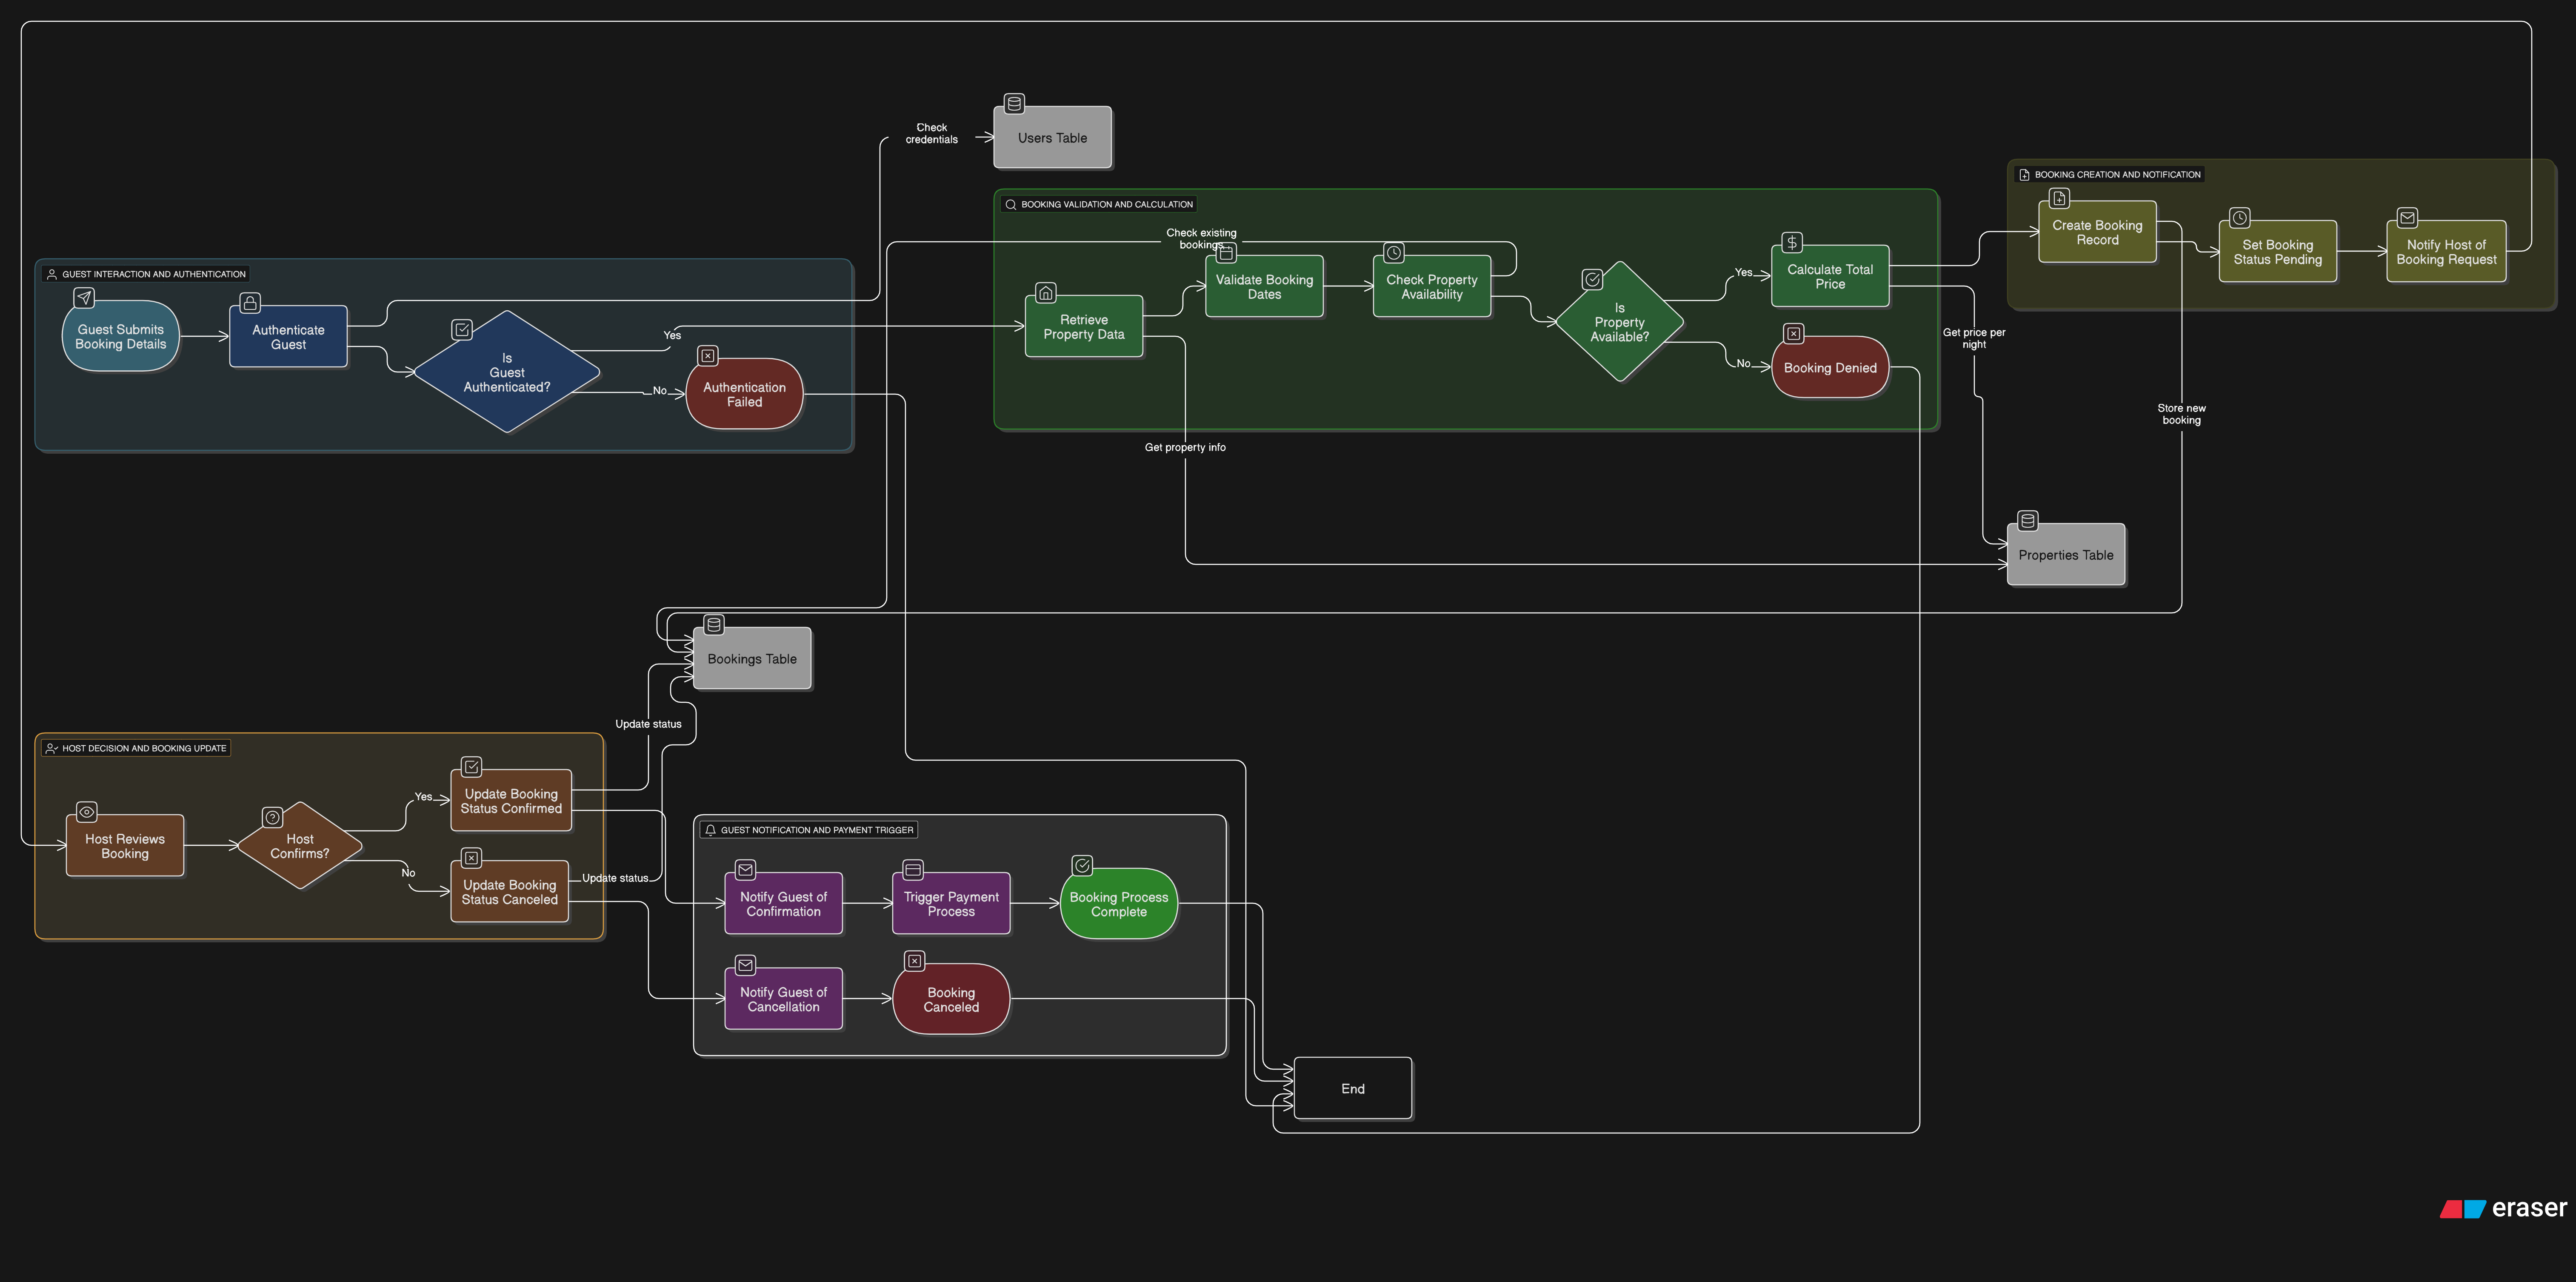 Check
credentials
Users Table
BOOKING CREATION AND NOTIFICATION
Create Booking
Record
Set Booking
Status Pending
Notify Host of
Booking Request
BOOKING VALIDATION AND CALCULATION
Check existing
bookings
Retrieve
Property Data
Validate Booking
Dates
Check Property
Availability
Is
Property
Available?
Yes
Calculate Total
Price
No
Booking Denied
Get price per
night
Store new
booking
GUEST INTERACTION AND AUTHENTICATION
Guest Submits
Booking Details
Authenticate
Guest
Is
Guest
Authenticated?
Yes
No
Authentication
Failed
Get property info
Properties Table
Bookings Table
Update status
HOST DECISION AND BOOKING UPDATE
Host Reviews
Booking
Host
Confirms?
Yes
Update Booking
Status Confirmed
No
Update Booking
Status Canceled
Update status
GUEST NOTIFICATION AND PAYMENT TRIGGER
Notify Guest of
Confirmation
Trigger Payment
Process
Booking Process
Complete
Notify Guest of
Cancellation
Booking
Canceled
End
eraser